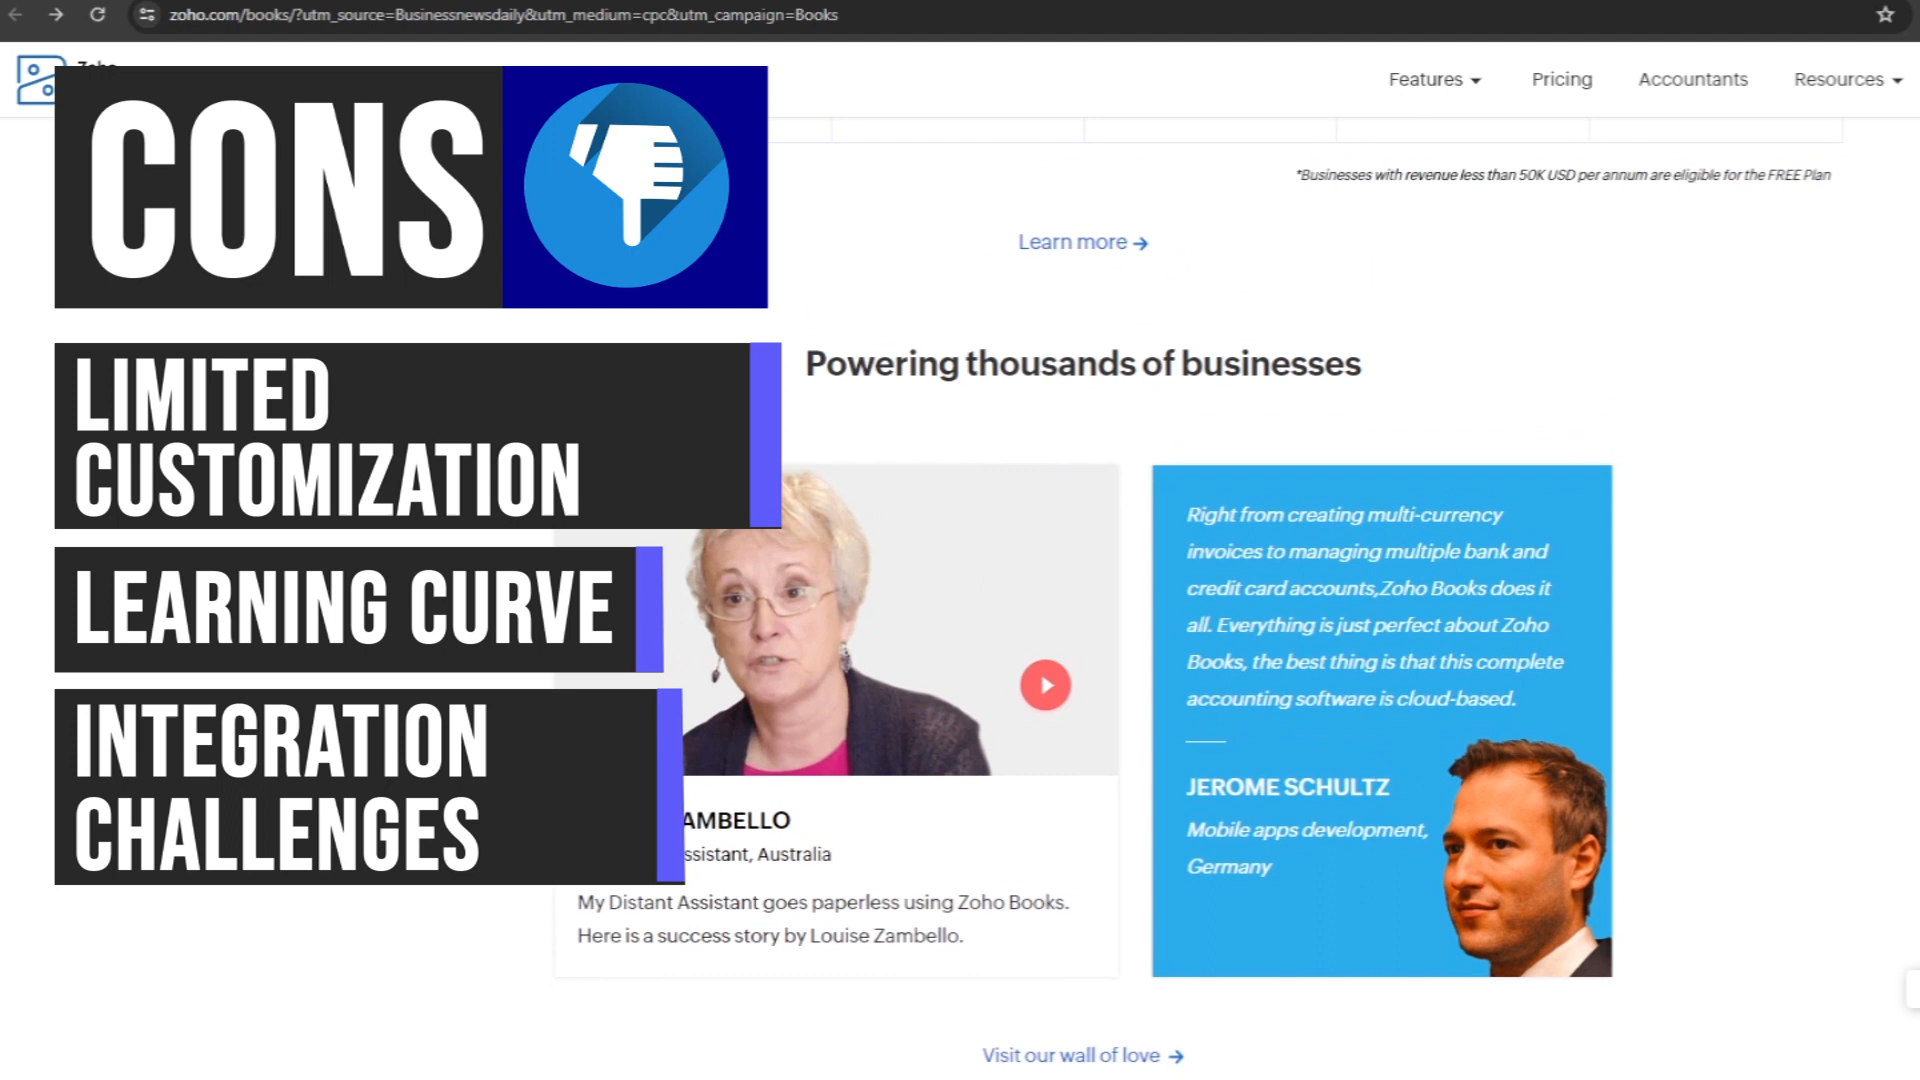 zoho.com/books/?utm_source=Businessnewsdaily&utm_medium=cpc&utm_campaign=Books
Zoho
Features
Pricing
Accountants
Resources
CONS
*Businesses with revenue less than 50K USD per annum are eligible for the FREE Plan
Learn more
Powering thousands of businesses
LIMITED
CUSTOMIZATION
LEARNING CURVE
INTEGRATION
CHALLENGES
AMBELLO
ssistant, Australia
My Distant Assistant goes paperless using Zoho Books.
Here is a success story by Louise Zambello.
Right from creating multi-currency
invoices to managing multiple bank and
credit card accounts,Zoho Books does it
all. Everything is just perfect about Zoho
Books, the best thing is that this complete
accounting software is cloud-based.
JEROME SCHULTZ
Mobile apps development,
Germany
Visit our wall of love